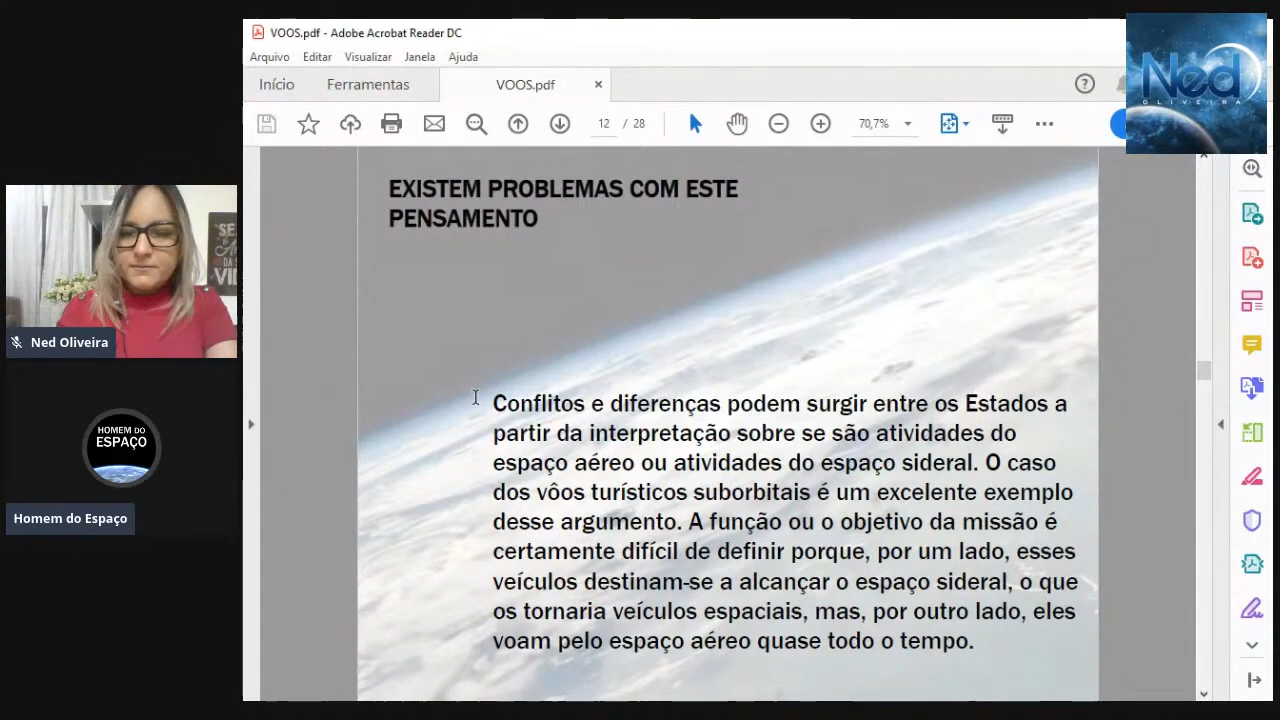 VOOS.pdf - Adobe Acrobat Reader DC
Arquivo Editar Visualizar Janela Ajuda
Início Ferramentas VOOS.pdf
12 / 28 70,7%
Ned
OLIVEIRA
EXISTEM PROBLEMAS COM ESTE
PENSAMENTO
Conflitos e diferenças podem surgir entre os Estados a
partir da interpretação sobre se são atividades do
espaço aéreo ou atividades do espaço sideral. O caso
dos vôos turísticos suborbitais é um excelente exemplo
desse argumento. A função ou o objetivo da missão é
certamente difícil de definir porque, por um lado, esses
veículos destinam-se a alcançar o espaço sideral, o que
os tornaria veículos espaciais, mas, por outro lado, eles
voam pelo espaço aéreo quase todo o tempo.
Ned Oliveira
HOMEM DO
ESPAÇO
Homem do Espaço